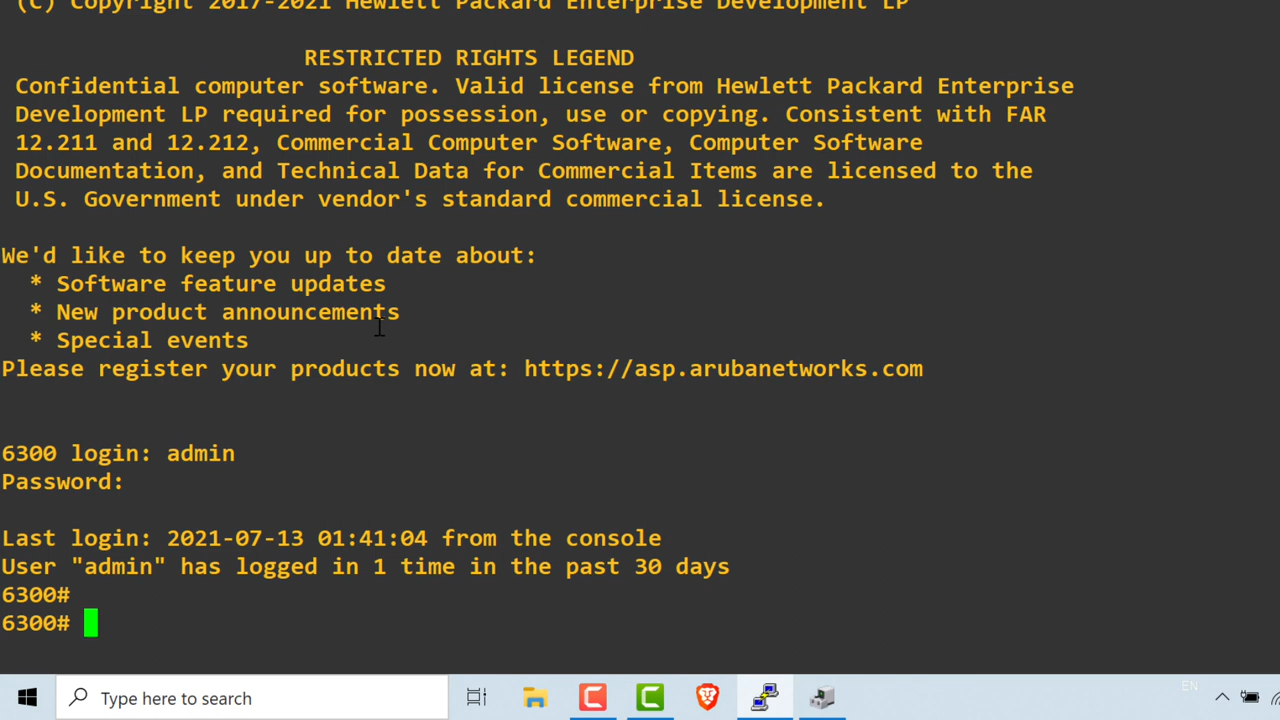 (C) Copyright 2017-2021 Hewlett Packard Enterprise Development LP
RESTRICTED RIGHTS LEGEND
Confidential computer software. Valid license from Hewlett Packard Enterprise
Development LP required for possession, use or copying. Consistent with FAR
12.211 and 12.212, Commercial Computer Software, Computer Software
Documentation, and Technical Data for Commercial Items are licensed to the
U.S. Government under vendor's standard commercial license.
We'd like to keep you up to date about:
* Software feature updates
* New product announcements
* Special events
Please register your products now at: https://asp.arubanetworks.com
6300 login: admin
Password:
Last login: 2021-07-13 01:41:04 from the console
User "admin" has logged in 1 time in the past 30 days
6300#
6300#
Type here to search
EN